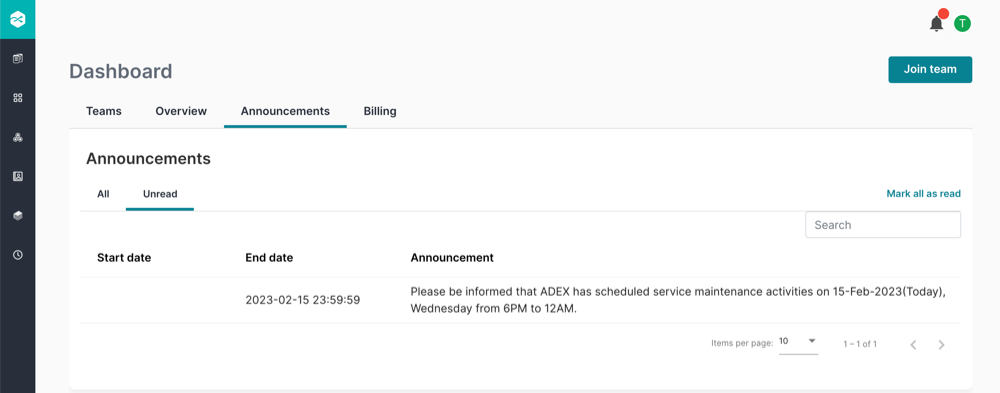 T
Dashboard
Join team
Teams Overview Announcements Billing
Announcements
All Unread Mark all as read
Search
Start date End date Announcement
2023-02-15 23:59:59
Please be informed that ADEX has scheduled service maintenance activities on 15-Feb-2023(Today),
Wednesday from 6PM to 12AM.
Items per page: 10 1 – 1 of 1